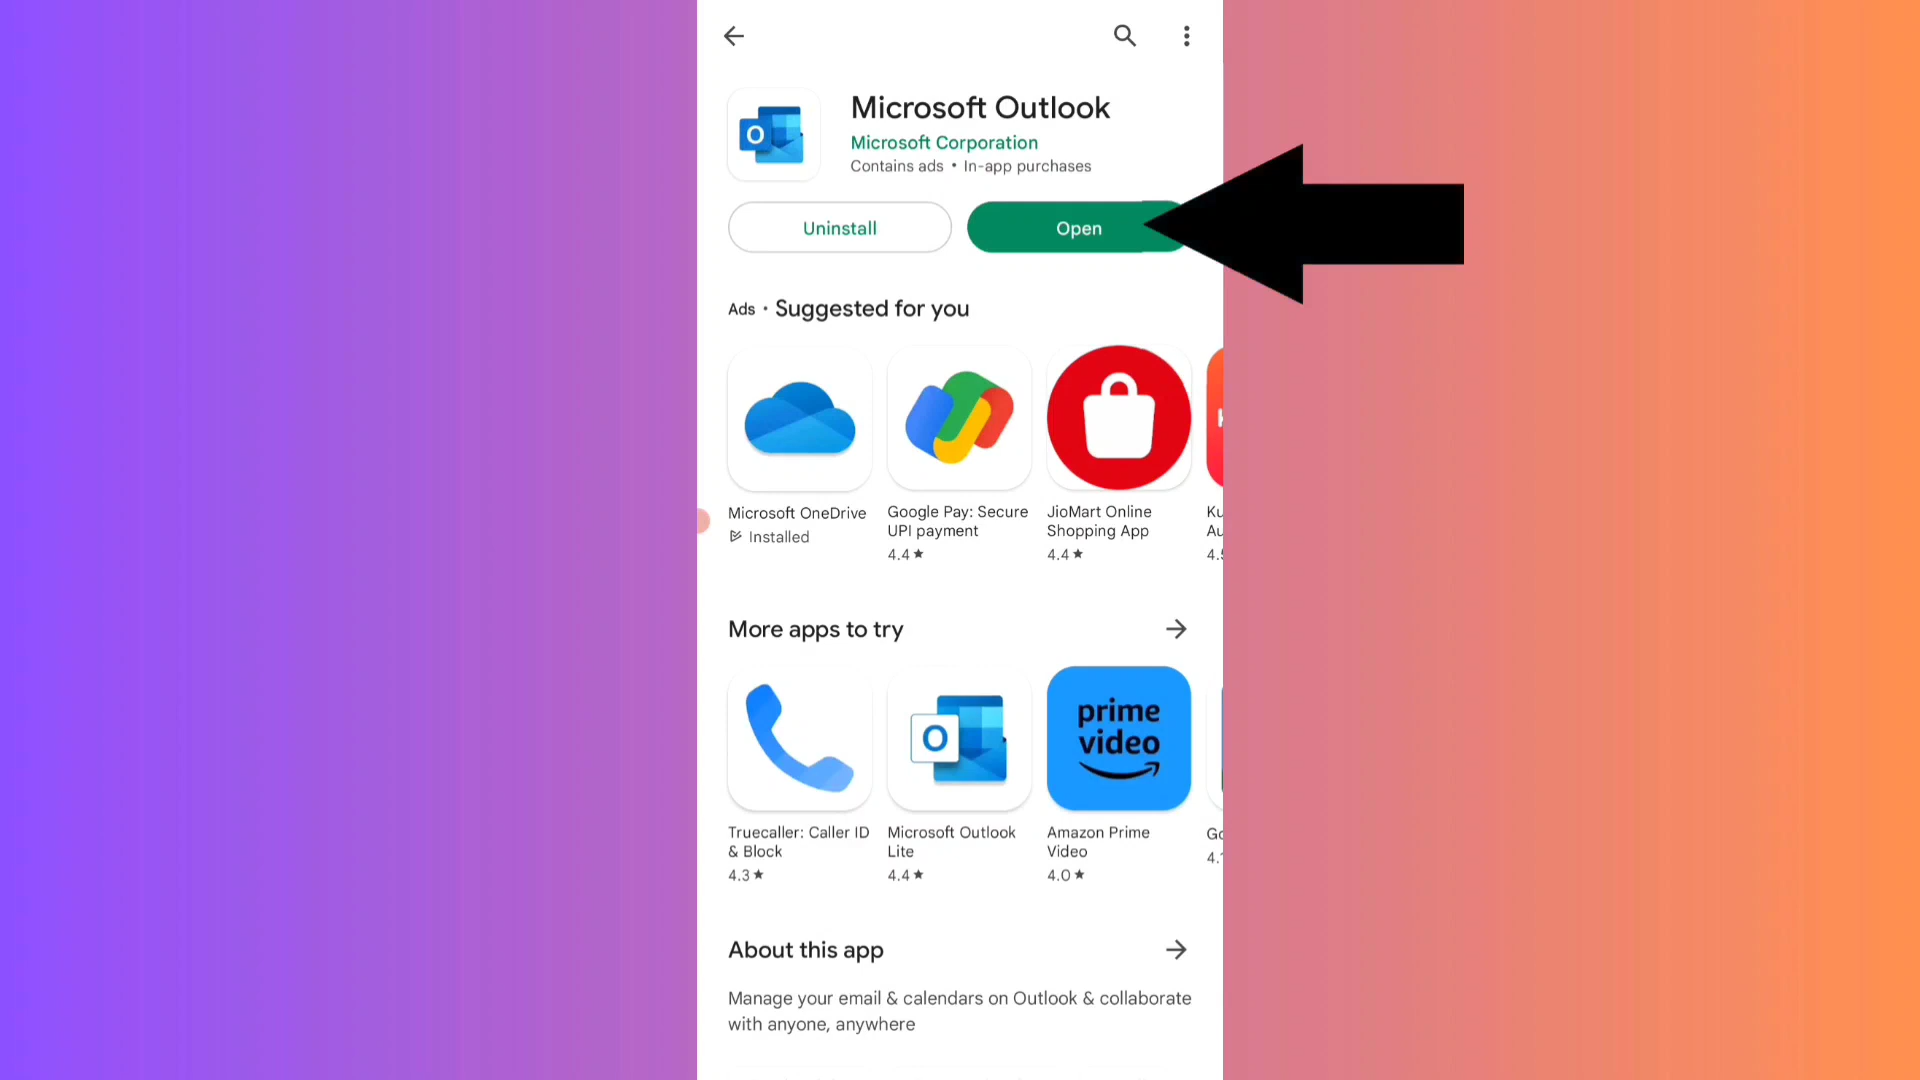 Microsoft Outlook
Microsoft Corporation
Contains ads • In-app purchases
Uninstall
Open
Ads • Suggested for you
Microsoft OneDrive
Installed
Google Pay: Secure
UPI payment
4.4★
JioMart Online
Shopping App
4.4★
More apps to try
prime
video
Truecaller: Caller ID
& Block
4.3★
Microsoft Outlook
Lite
4.4★
Amazon Prime
Video
4.0★
About this app
Manage your email & calendars on Outlook & collaborate
with anyone, anywhere